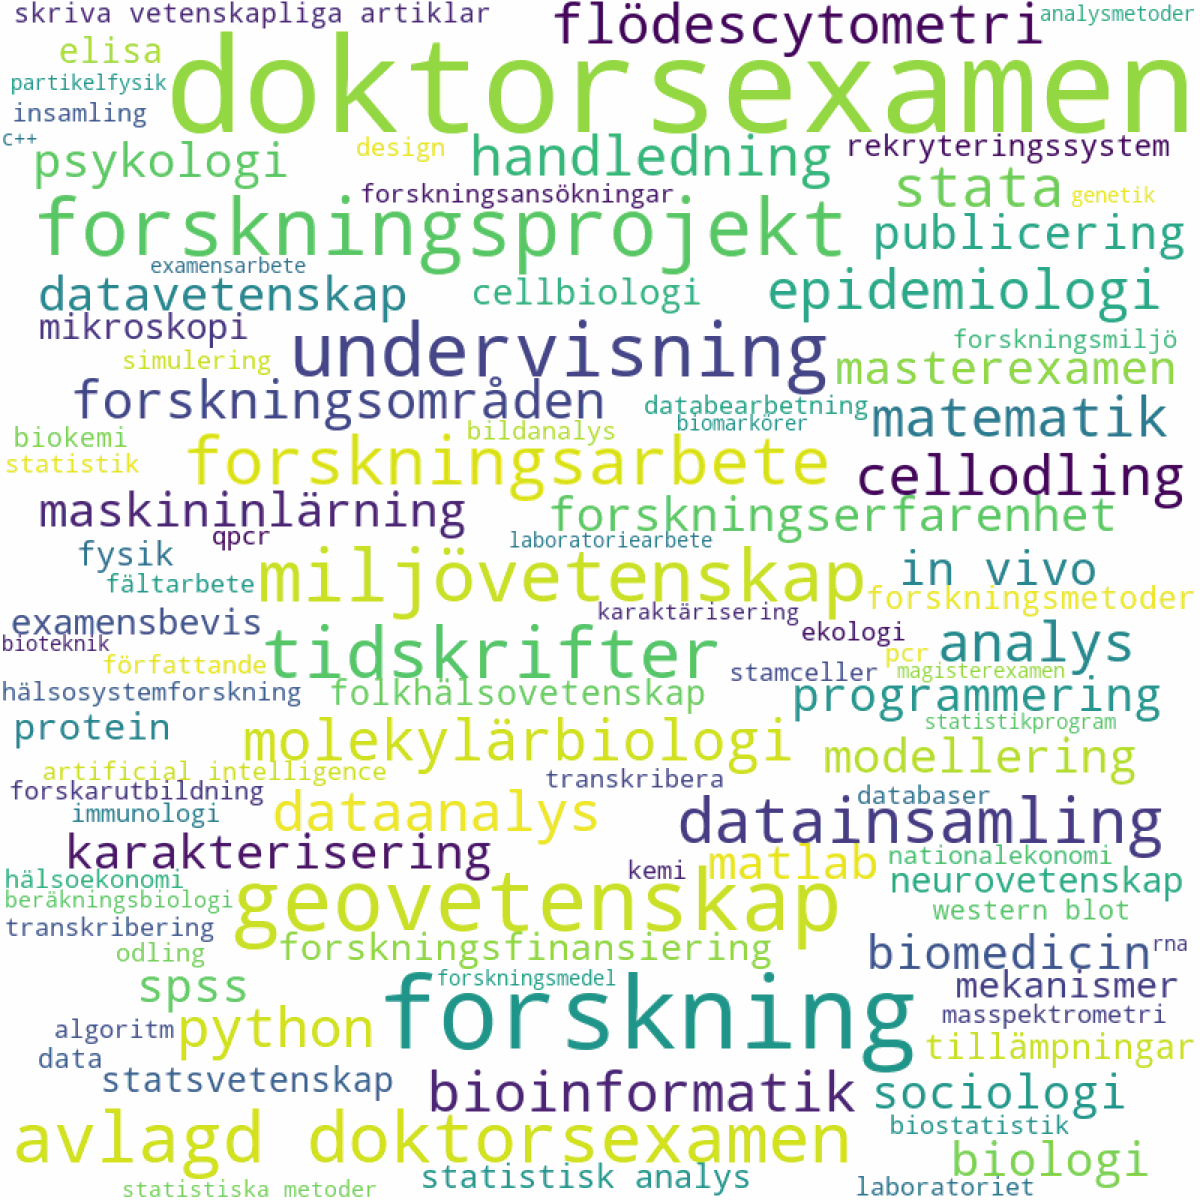 skriva vetenskapliga artiklar
flödescytometri
analysmetoder
elisa
doktorsexamen
partikelfysik
insamling
c++
psykologi
design
handledning
rekryteringssystem
forskningsansökningar
stata
genetik
forskningsprojekt
publicering
examensarbete
datavetenskap
cellbiologi
epidemiologi
mikroskopi
undervisning
forskningsmiljö
simulering
masterexamen
forskningsområden
databearbetning
matematik
biomarkörer
biokemi
bildanalys
statistik
forskningsarbete
cellodling
maskininlärning
forskningserfarenhet
qpcr
laboratoriearbete
fysik
miljövetenskap
in vivo
fältarbete
forskningsmetoder
karaktärisering
examensbevis
ekologi
analys
bioteknik
tidskrifter
pcr
författande
stamceller
magisterexamen
hälsosystemforskning
folkhälsovetenskap
programmering
protein
statistikprogram
molekylärbiologi
modellering
artificial intelligence
transkribera
forskarutbildning
databaser
immunologi
dataanalys
datainsamling
karakterisering
nationalekonomi
kemi
matlab
hälsoekonomi
neurovetenskap
beräkningsbiologi
geovetenskap
western blot
transkribering
odling
forskningsfinansiering
biomedicin
rna
spss
forskningsmedel
mekanismer
forskning
masspektrometri
algoritm
python
tillämpningar
data
statsvetenskap
bioinformatik
sociologi
avlagd doktorsexamen
biostatistik
biologi
statistisk analys
statistiska metoder
laboratoriet